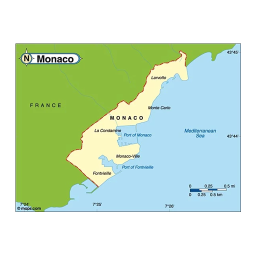 N Monaco
43°45'
Larvotto
FRANCE
Monte Carlo
MONACO
La Condamine
Port of Monaco
Mediterranean
Sea
43°44'
Monaco-Ville
Port of Fontvieille
Fontvieille
0 0.25 0.5 mi
0 0.25 0.5 km
7°25'
7°26'
© maps.com